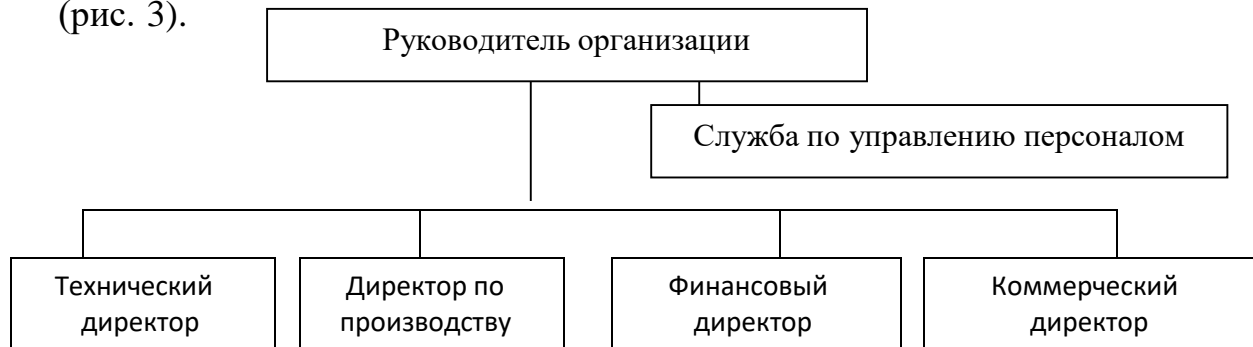 (рис. 3).
Руководитель организации
Служба по управлению персоналом
Технический
директор
Директор по
производству
Финансовый
директор
Коммерческий
директор